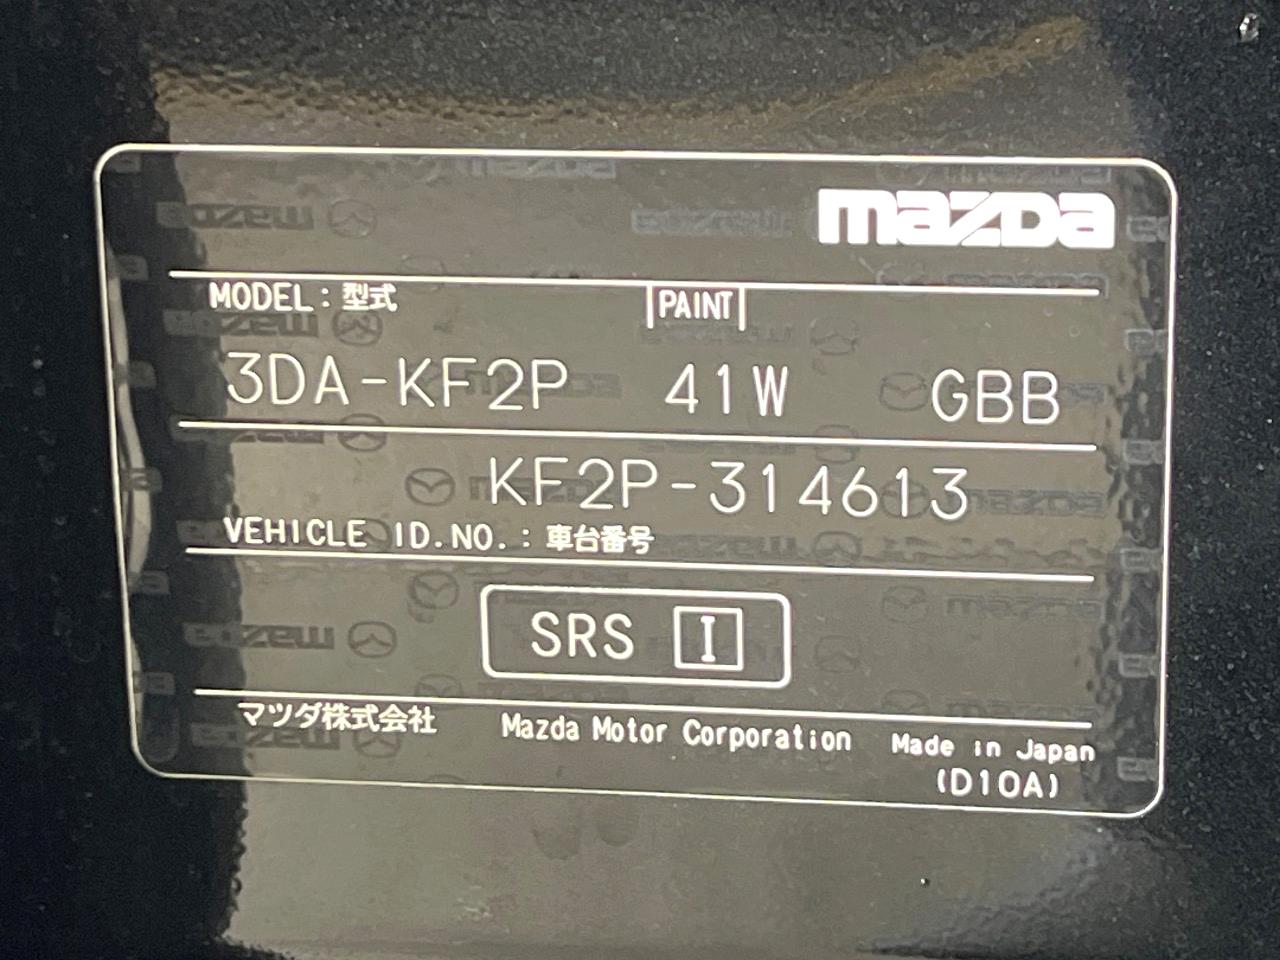 mazda
MODEL : 型式 PAINT
3DA-KF2P 41W GBB
KF2P-314613
VEHICLE ID.NO. : 車台番号
SRS I
マツダ株式会社 Mazda Motor Corporation Made in Japan
(D10A)